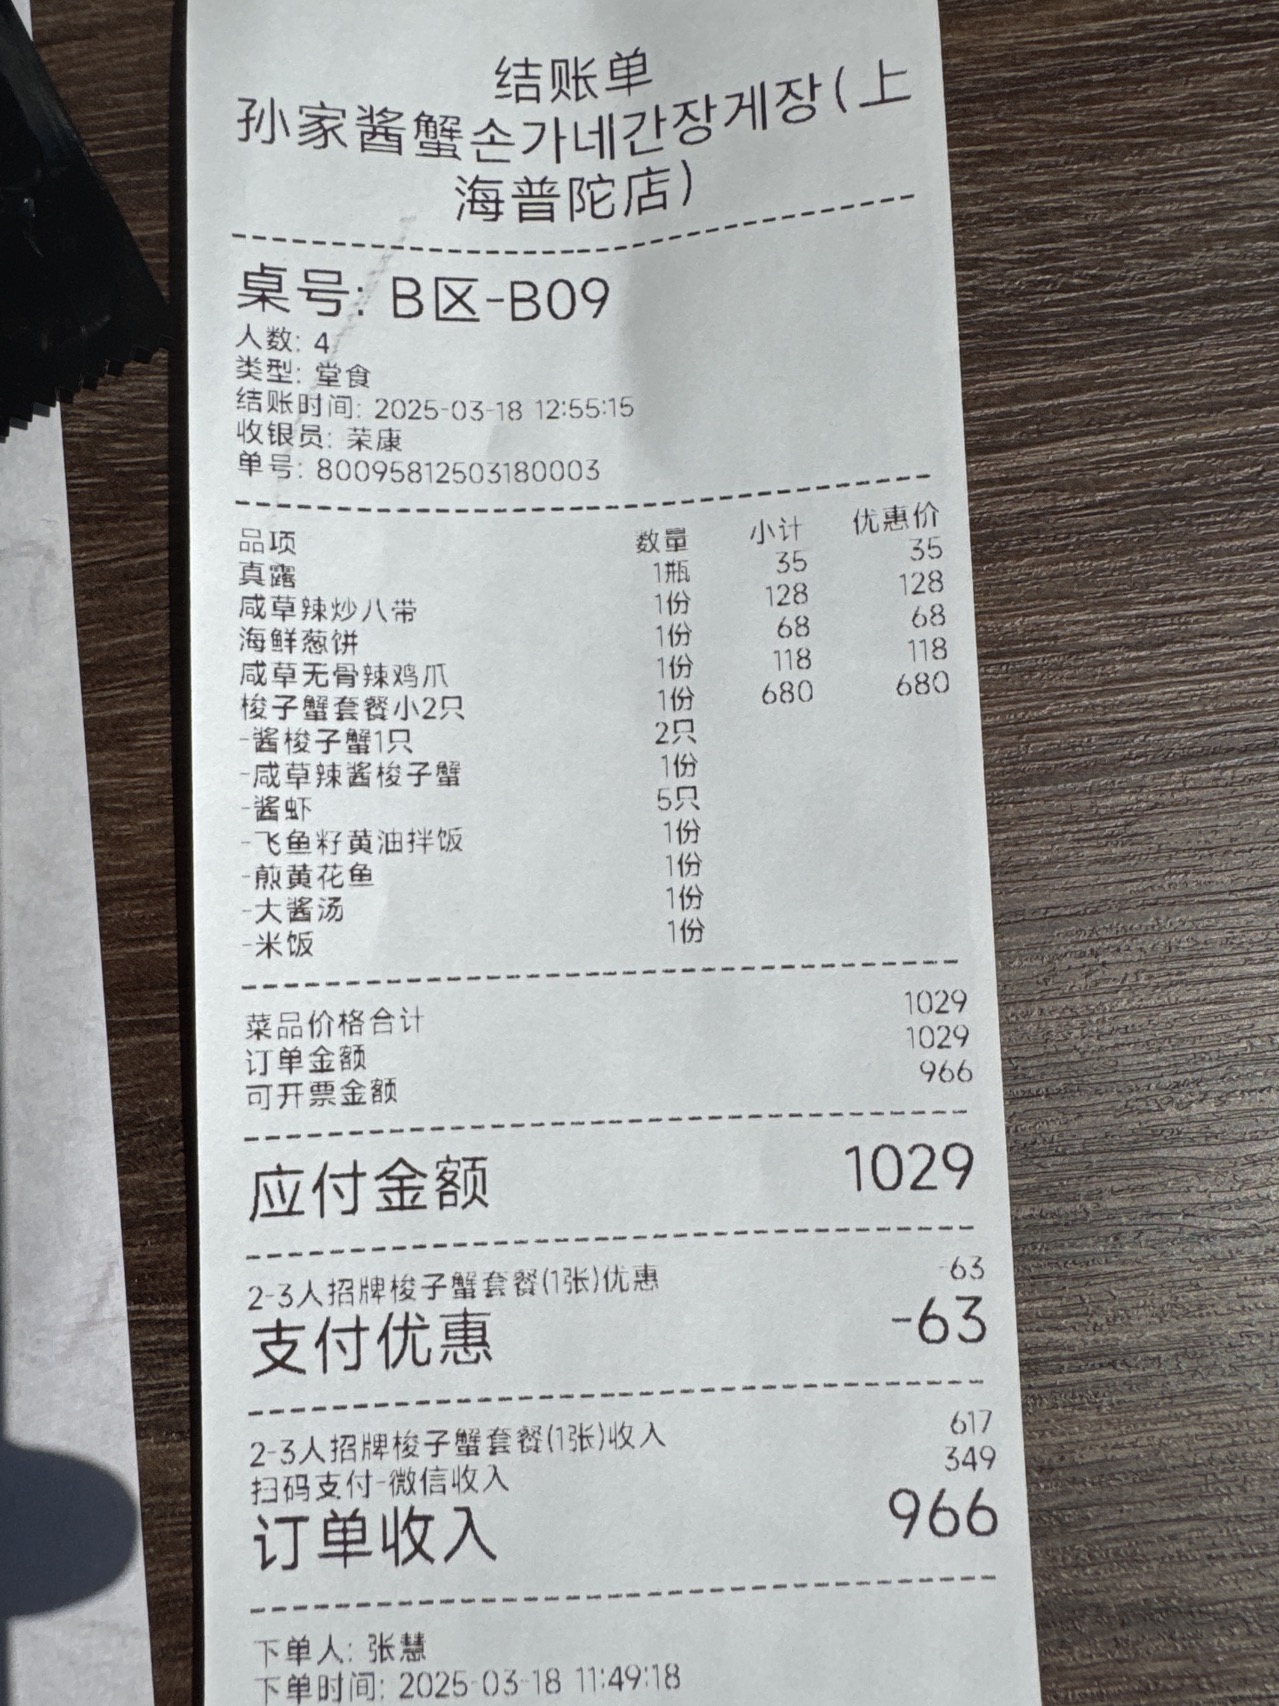 结账单
孙家酱蟹손가네간장게장(上
海普陀店)
桌号: B区-B09
人数: 4
类型: 堂食
结账时间: 2025-03-18 12:55:15
收银员: 荣康
单号: 80095812503180003
品项 数量 小计 优惠价
真露 1瓶 35 35
咸草辣炒八带 1份 128 128
海鲜葱饼 1份 68 68
咸草无骨辣鸡爪 1份 118 118
梭子蟹套餐小2只 1份 680 680
-酱梭子蟹1只 2只
-咸草辣酱梭子蟹 1份
-酱虾 5只
-飞鱼籽黄油拌饭 1份
-煎黄花鱼 1份
-大酱汤 1份
-米饭 1份
菜品价格合计 1029
订单金额 1029
可开票金额 966
应付金额 1029
2-3人招牌梭子蟹套餐(1张)优惠 -63
支付优惠 -63
2-3人招牌梭子蟹套餐(1张)收入 617
扫码支付-微信收入 349
订单收入 966
下单人: 张慧
下单时间: 2025-03-18 11:49:18